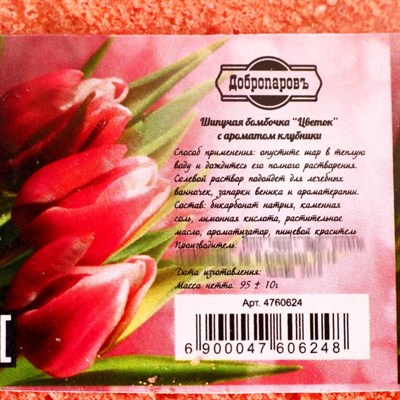 Добропаровъ
Шипучая бомбочка "Цветок"
с ароматом клубники
Способ применения: опустите шар в теплую
воду и дождитесь его полного растворения.
Солевой раствор подойдет для лечебных
ванночек, запарки веника и ароматерапии.
Состав: бикарбонат натрия, каменная
соль, лимонная кислота, растительное
масло, ароматизатор, пищевой краситель
Производитель:
Дата изготовления:
Масса нетто: 95 ± 10г
Арт. 4760624
6 900047 606248